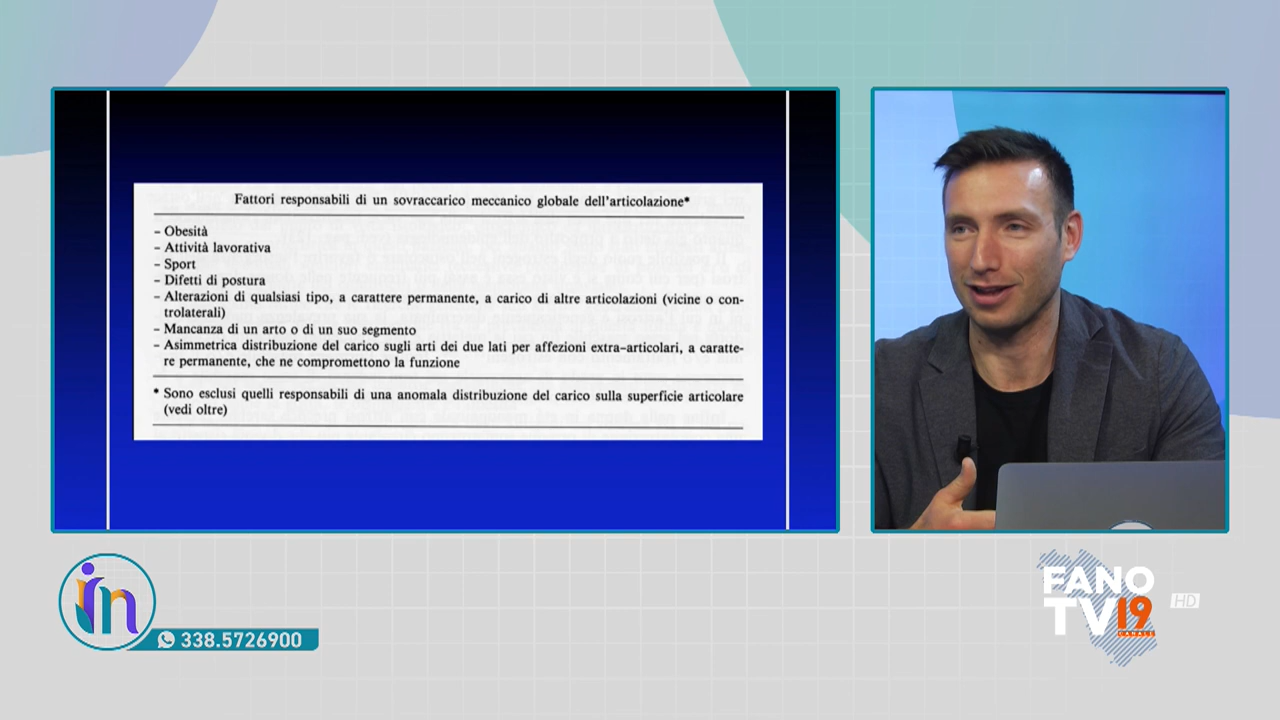 Fattori responsabili di un sovraccarico meccanico globale dell'articolazione*
– Obesità
– Attività lavorativa
– Sport
– Difetti di postura
– Alterazioni di qualsiasi tipo, a carattere permanente, a carico di altre articolazioni (vicine o con-
trolaterali)
– Mancanza di un arto o di un suo segmento
– Asimmetrica distribuzione del carico sugli arti dei due lati per affezioni extra-articolari, a caratte-
re permanente, che ne compromettono la funzione
* Sono esclusi quelli responsabili di una anomala distribuzione del carico sulla superficie articolare
(vedi oltre)
in
338.5726900
FANO
TV19
CANALE
HD